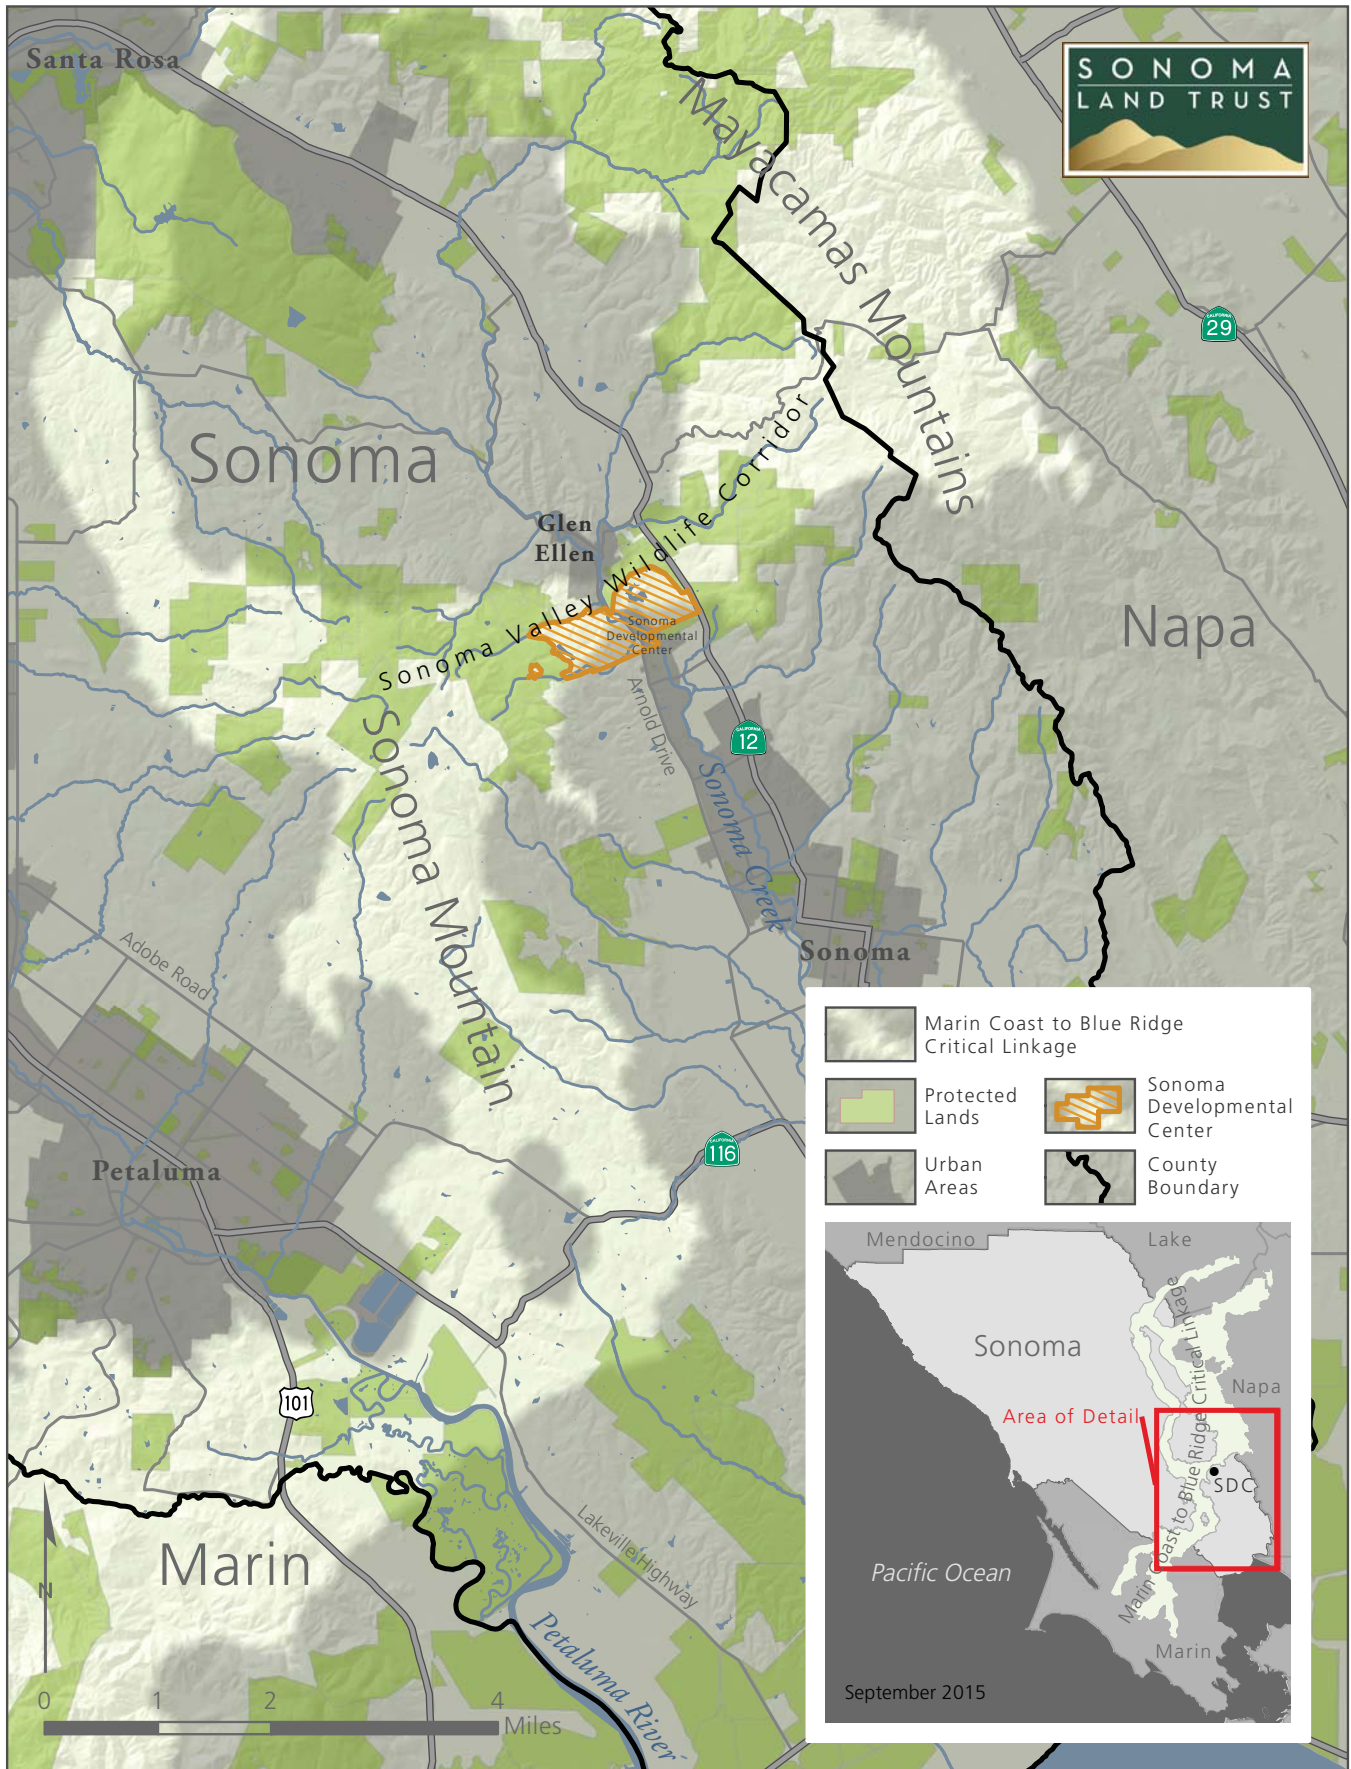 Santa Rosa
SONOMA
LAND TRUST
Mayacamas Mountains
CALIFORNIA
29
Sonoma
Glen
Ellen
Sonoma Valley Wildlife Corridor
Sonoma
Developmental
Center
Napa
Arnold Drive
CALIFORNIA
12
Sonoma Creek
Sonoma Mountain
Adobe Road
Sonoma
Petaluma
CALIFORNIA
116
101
Marin
Lakeville Highway
Petaluma River
N
0 1 2 4
Miles
Marin Coast to Blue Ridge
Critical Linkage
Protected
Lands
Sonoma
Developmental
Center
Urban
Areas
County
Boundary
Mendocino
Lake
Sonoma
Napa
Marin Coast to Blue Ridge Critical Linkage
Area of Detail
SDC
Pacific Ocean
Marin
September 2015